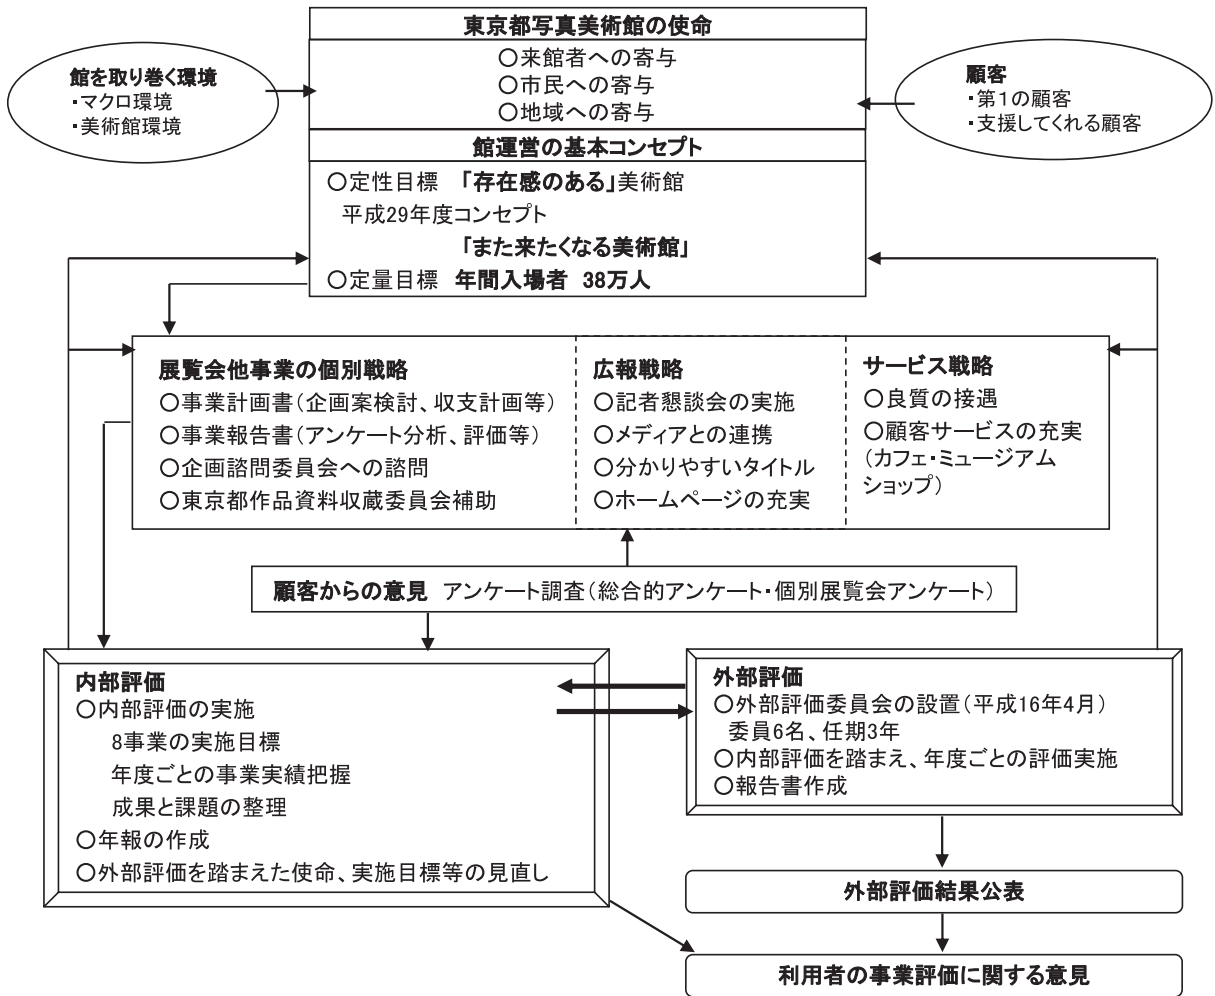 東京都写真美術館の使命
○来館者への寄与
○市民への寄与
○地域への寄与
館を取り巻く環境
・マクロ環境
・美術館環境
顧客
・第1の顧客
・支援してくれる顧客
館運営の基本コンセプト
○定性目標 「存在感のある」美術館
平成29年度コンセプト
「また来たくなる美術館」
○定量目標 年間入場者 38万人
展覧会他事業の個別戦略
○事業計画書(企画案検討、収支計画等)
○事業報告書(アンケート分析、評価等)
○企画諮問委員会への諮問
○東京都作品資料収蔵委員会補助
広報戦略
○記者懇談会の実施
○メディアとの連携
○分かりやすいタイトル
○ホームページの充実
サービス戦略
○良質の接遇
○顧客サービスの充実
(カフェ・ミュージアム
ショップ)
顧客からの意見 アンケート調査(総合的アンケート・個別展覧会アンケート)
内部評価
○内部評価の実施
8事業の実施目標
年度ごとの事業実績把握
成果と課題の整理
○年報の作成
○外部評価を踏まえた使命、実施目標等の見直し
外部評価
○外部評価委員会の設置(平成16年4月)
委員6名、任期3年
○内部評価を踏まえ、年度ごとの評価実施
○報告書作成
外部評価結果公表
利用者の事業評価に関する意見